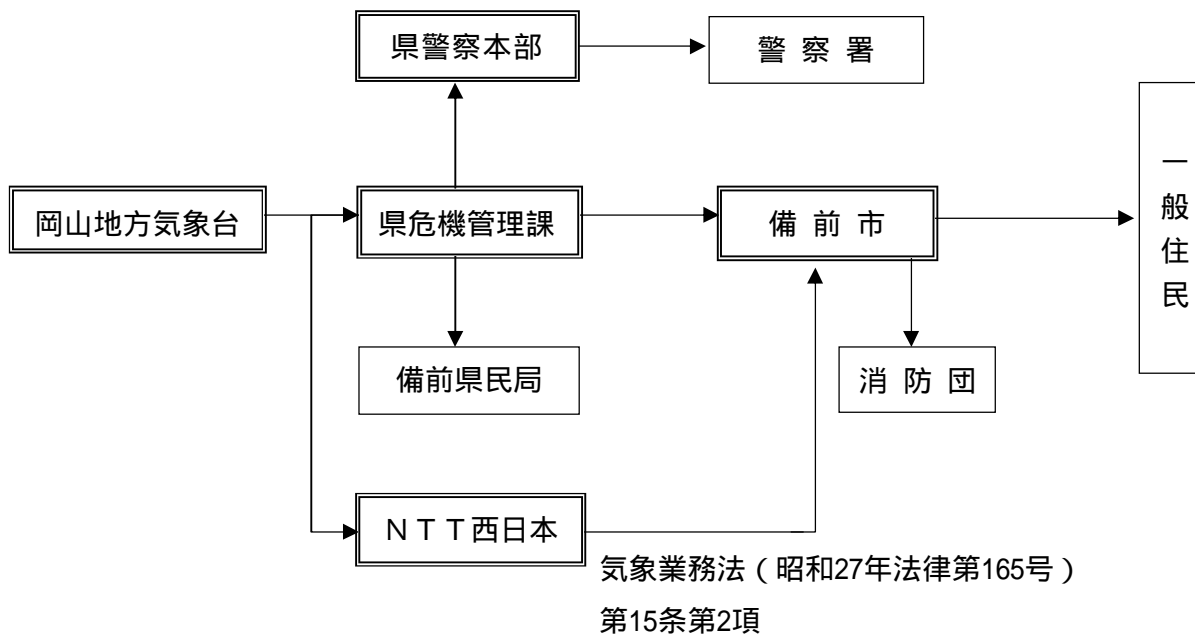 県警察本部
警 察 署
一般住民
岡山地方気象台
県危機管理課
備 前 市
備前県民局
消 防 団
ＮＴＴ西日本
気象業務法（昭和27年法律第165号）
第15条第2項